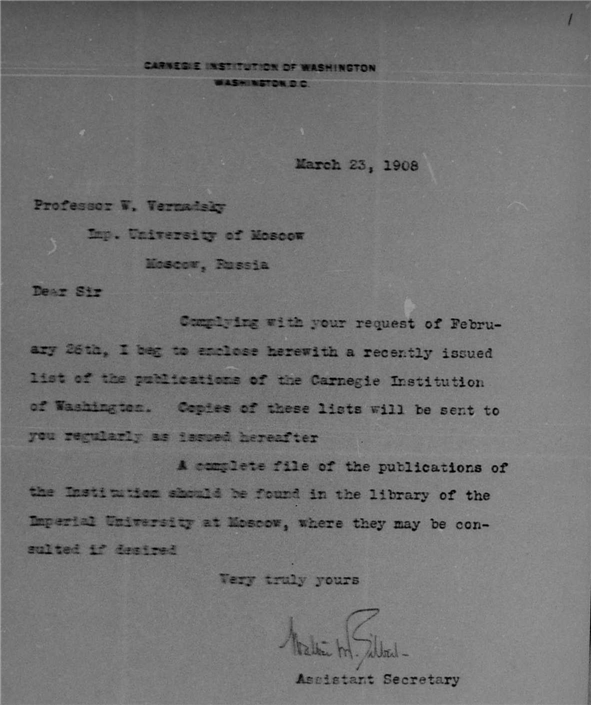 1
CARNEGIE INSTITUTION OF WASHINGTON
WASHINGTON, D.C.
March 23, 1908
Professor W. Vernadsky
Imp. University of Moscow
Moscow, Russia
Dear Sir
Complying with your request of Febru-
ary 26th, I beg to enclose herewith a recently issued
list of the publications of the Carnegie Institution
of Washington. Copies of these lists will be sent to
you regularly as issued hereafter
A complete file of the publications of
the Institution should be found in the library of the
Imperial University at Moscow, where they may be con-
sulted if desired
Very truly yours
Walter M. Gilbert
Assistant Secretary